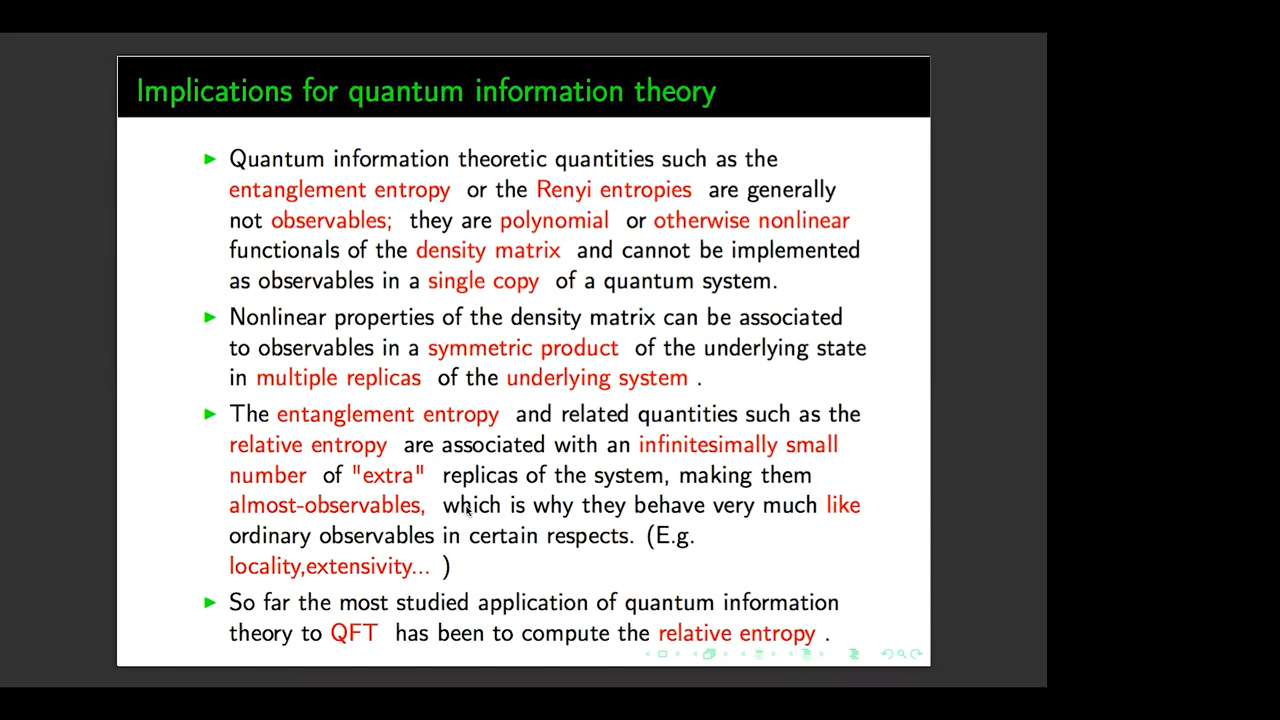 Implications for quantum information theory
Quantum information theoretic quantities such as the
entanglement entropy or the Renyi entropies are generally
not observables; they are polynomial or otherwise nonlinear
functionals of the density matrix and cannot be implemented
as observables in a single copy of a quantum system.
Nonlinear properties of the density matrix can be associated
to observables in a symmetric product of the underlying state
in multiple replicas of the underlying system .
The entanglement entropy and related quantities such as the
relative entropy are associated with an infinitesimally small
number of "extra" replicas of the system, making them
almost-observables, which is why they behave very much like
ordinary observables in certain respects. (E.g.
locality,extensivity... )
So far the most studied application of quantum information
theory to QFT has been to compute the relative entropy .